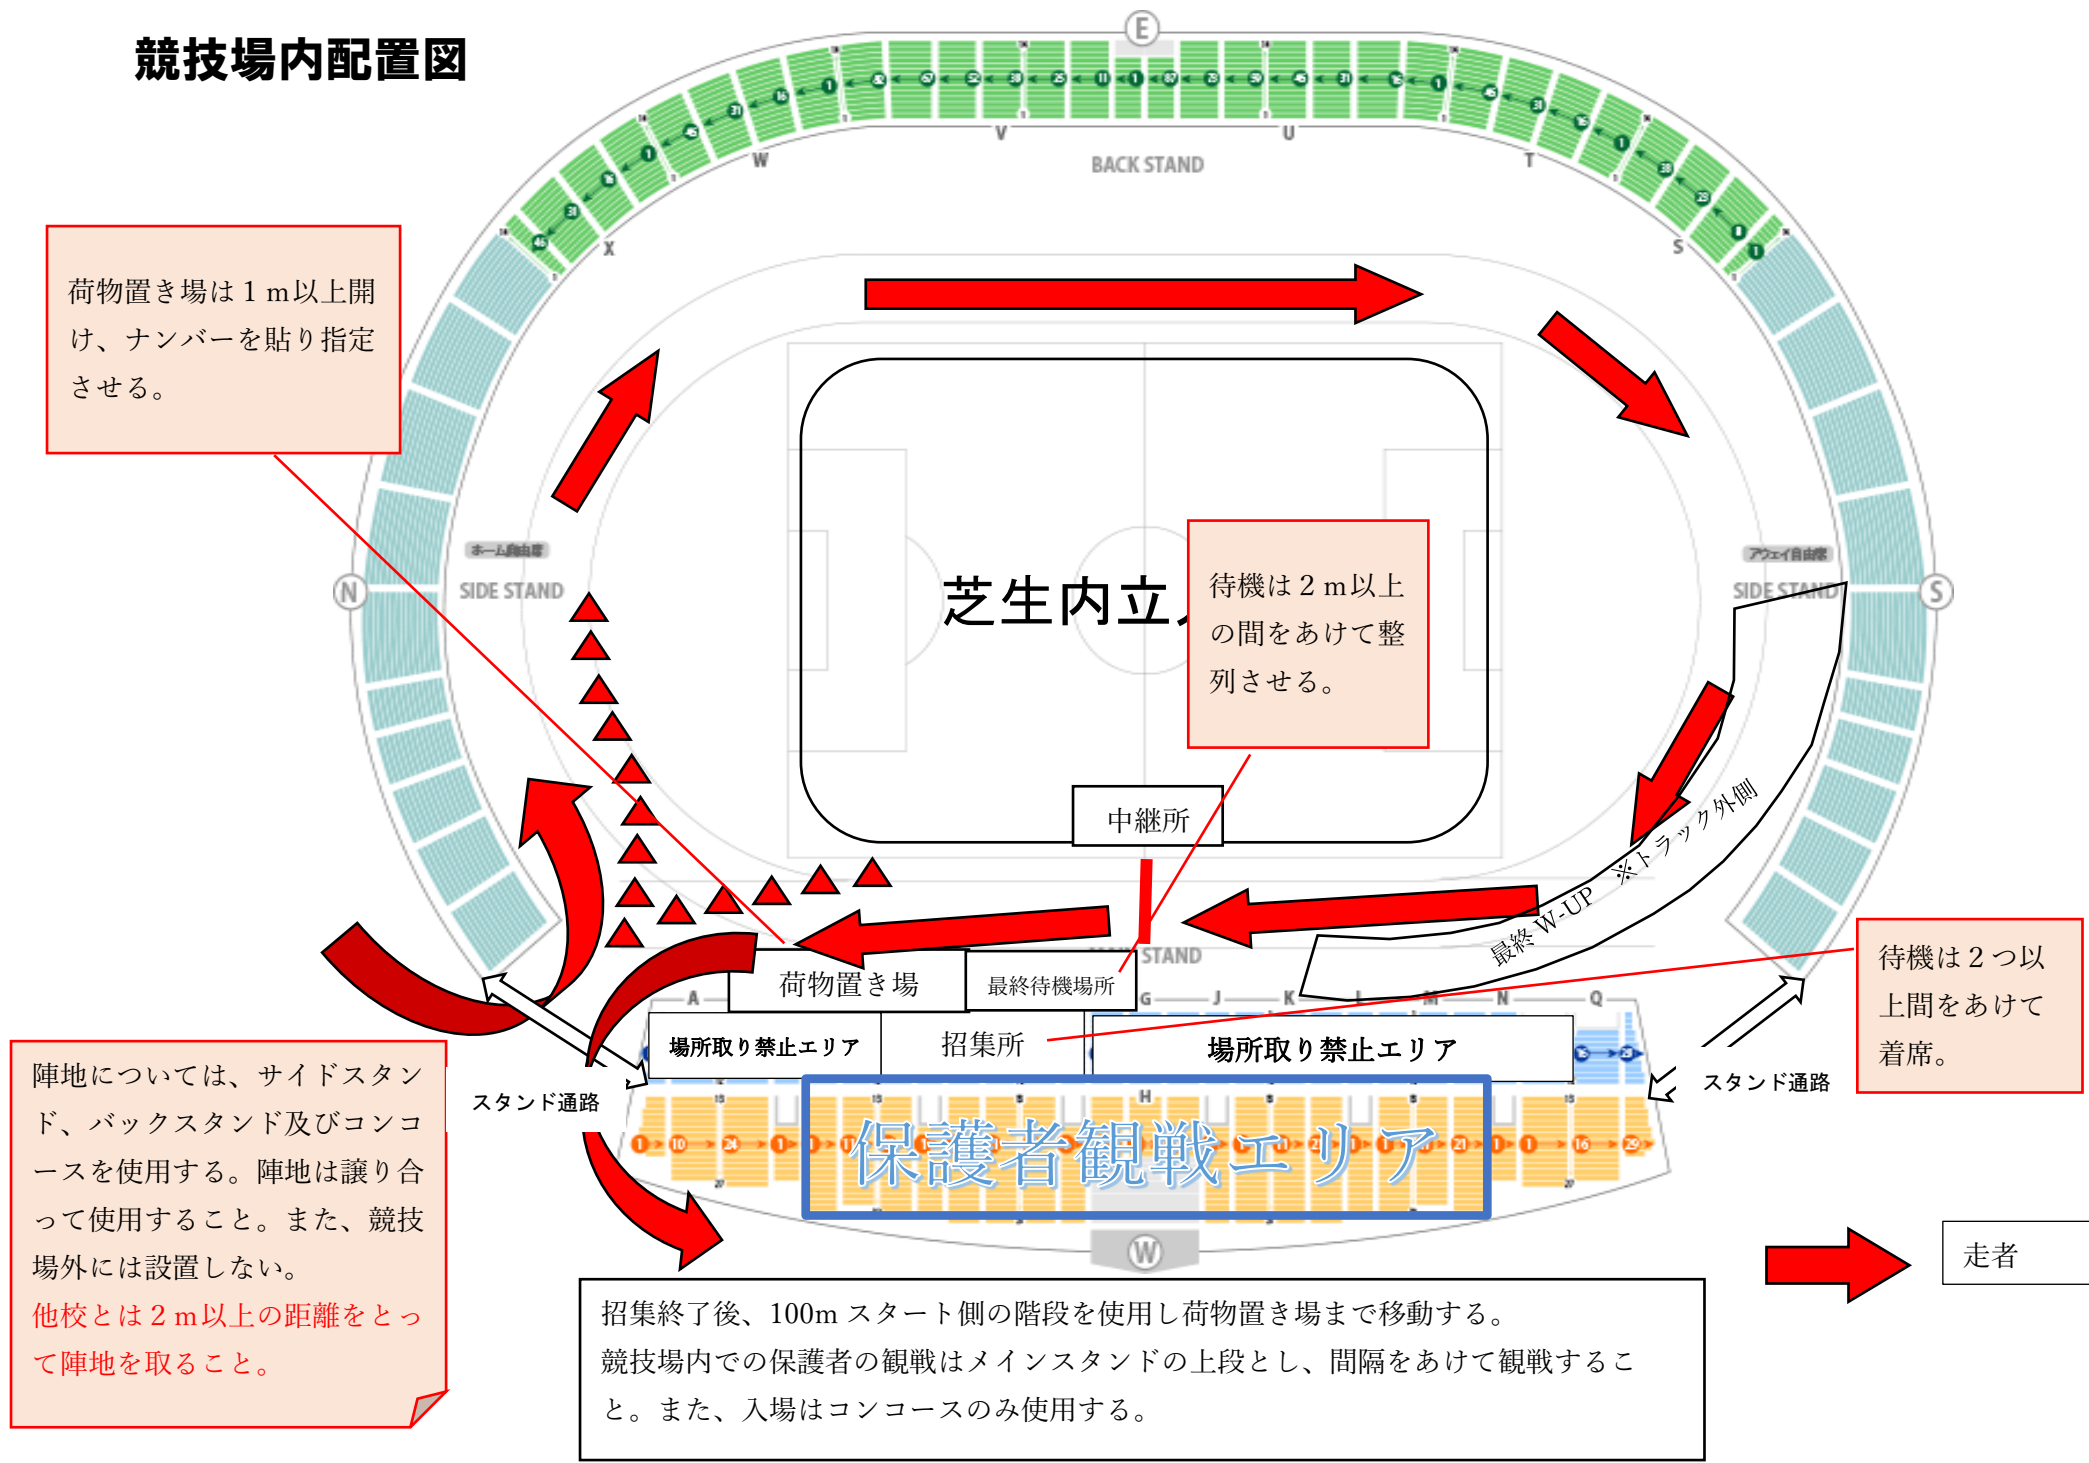 競技場内配置図
E
V
U
W
T
BACK STAND
X
S
荷物置き場は１ｍ以上開
け、ナンバーを貼り指定
させる。
ホーム自由席
SIDE STAND
N
アウェイ自由席
SIDE STAND
S
芝生内立
待機は２ｍ以上
の間をあけて整
列させる。
中継所
最終 W-UP ※トラック外側
STAND
荷物置き場
最終待機場所
A
G
J
K
L
M
N
Q
待機は２つ以
上間をあけて
着席。
場所取り禁止エリア
招集所
場所取り禁止エリア
スタンド通路
スタンド通路
H
保護者観戦エリア
陣地については、サイドスタン
ド、バックスタンド及びコンコ
ースを使用する。陣地は譲り合
って使用すること。また、競技
場外には設置しない。
他校とは２ｍ以上の距離をとっ
て陣地を取ること。
W
走者
招集終了後、100m スタート側の階段を使用し荷物置き場まで移動する。
競技場内での保護者の観戦はメインスタンドの上段とし、間隔をあけて観戦するこ
と。また、入場はコンコースのみ使用する。